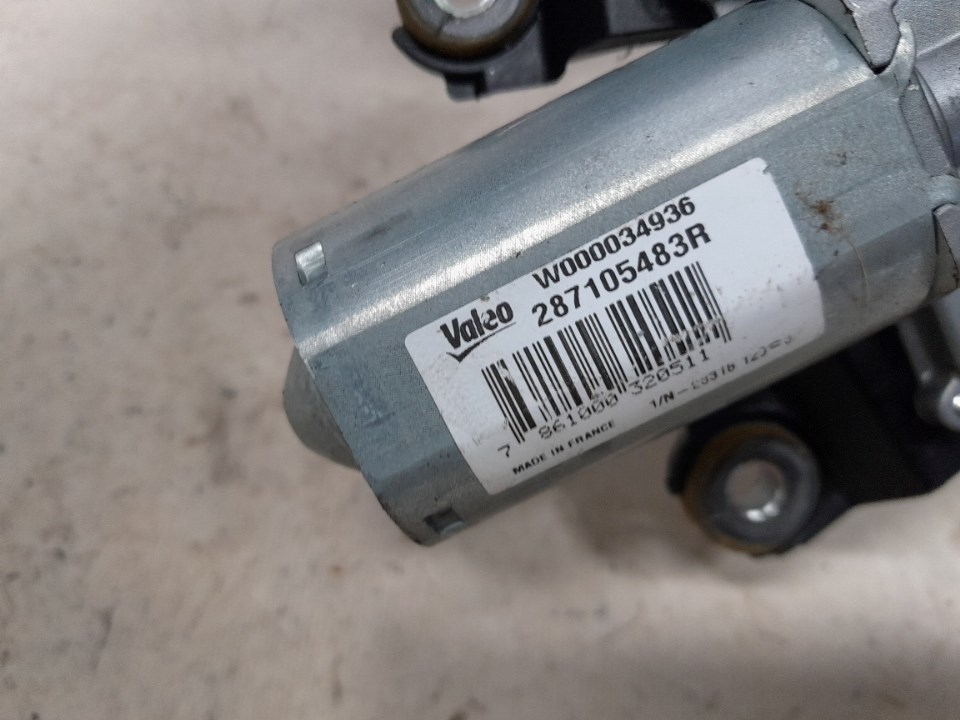 Valeo
W000034936
287105483R
7 861000 320511
MADE IN FRANCE